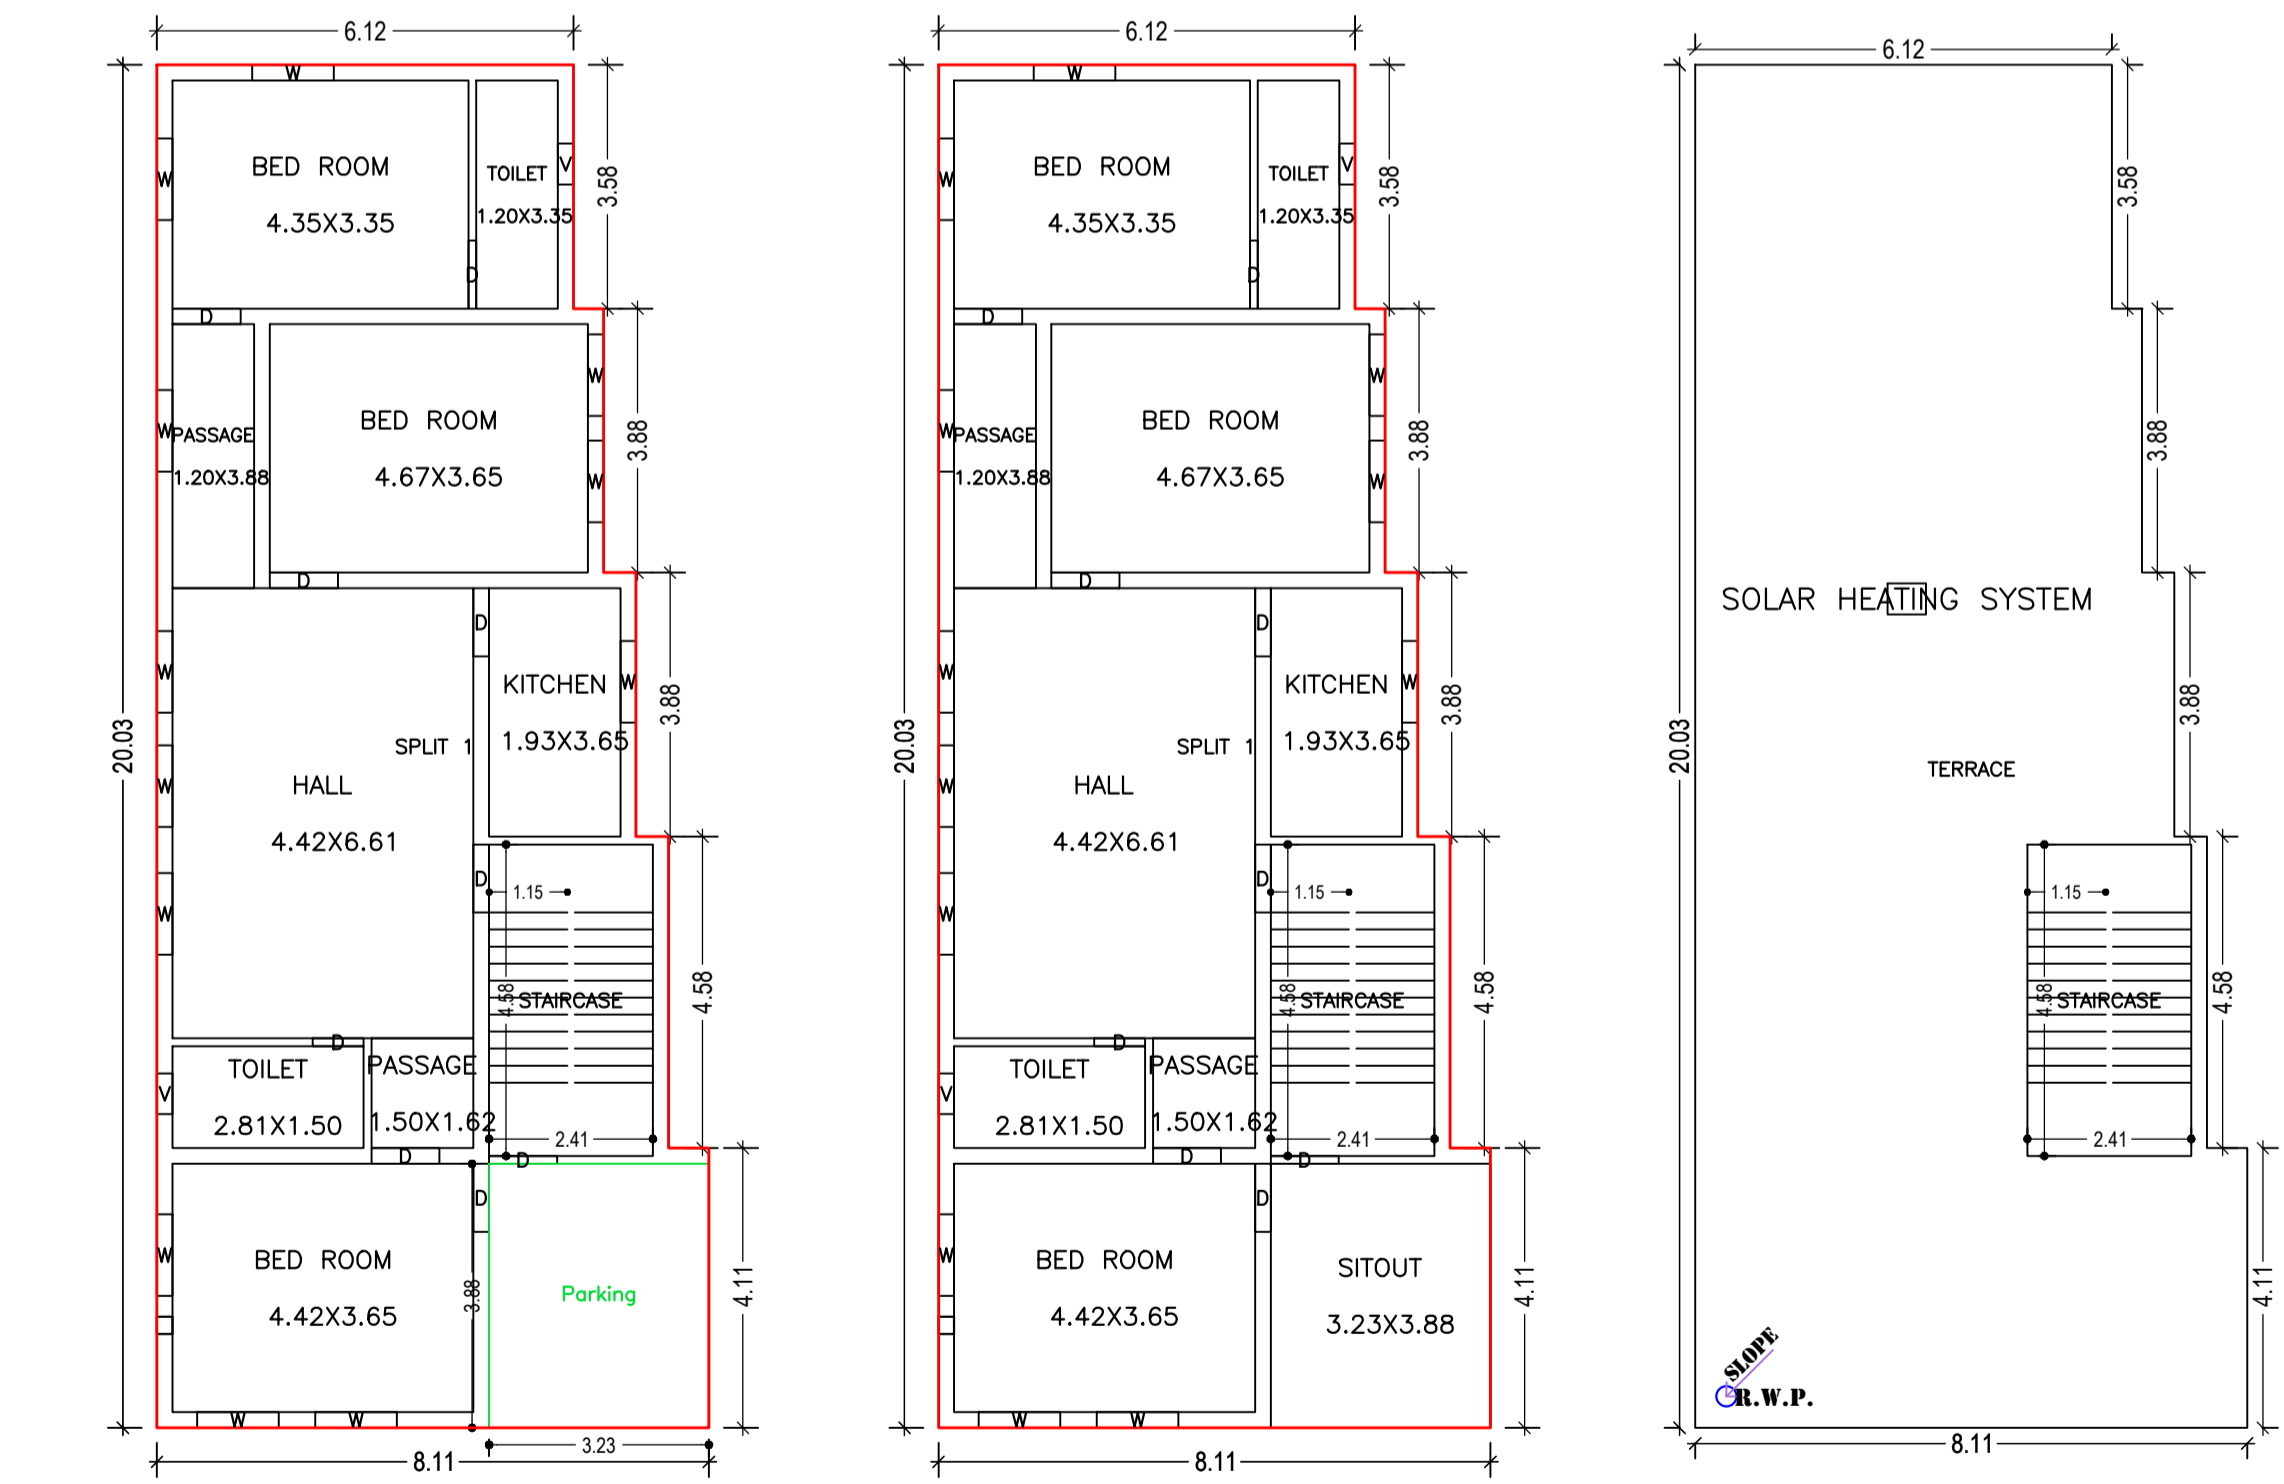 6.12
W
BED ROOM
4.35X3.35
TOILET
1.20X3.35
V
W
D
3.58
D
PASSAGE
1.20X3.88
W
BED ROOM
4.67X3.65
W
W
3.88
D
D
W
KITCHEN
1.93X3.65
W
3.88
SPLIT 1
HALL
4.42X6.61
W
W
20.03
D
1.15
4.58
STAIRCASE
4.58
D
TOILET
2.81X1.50
V
PASSAGE
1.50X1.62
2.41
D
D
D
BED ROOM
4.42X3.65
W
3.88
Parking
4.11
W
W
3.23
8.11
6.12
W
BED ROOM
4.35X3.35
TOILET
1.20X3.35
V
W
D
3.58
D
PASSAGE
1.20X3.88
W
BED ROOM
4.67X3.65
W
W
3.88
D
D
W
KITCHEN
1.93X3.65
W
3.88
SPLIT 1
HALL
4.42X6.61
W
W
20.03
D
1.15
4.58
STAIRCASE
4.58
D
TOILET
2.81X1.50
V
PASSAGE
1.50X1.62
2.41
D
D
D
BED ROOM
4.42X3.65
W
SITOUT
3.23X3.88
4.11
W
W
8.11
6.12
3.58
3.88
SOLAR HEATING SYSTEM
3.88
20.03
TERRACE
1.15
4.58
STAIRCASE
4.58
2.41
4.11
SLOPE
R.W.P.
8.11